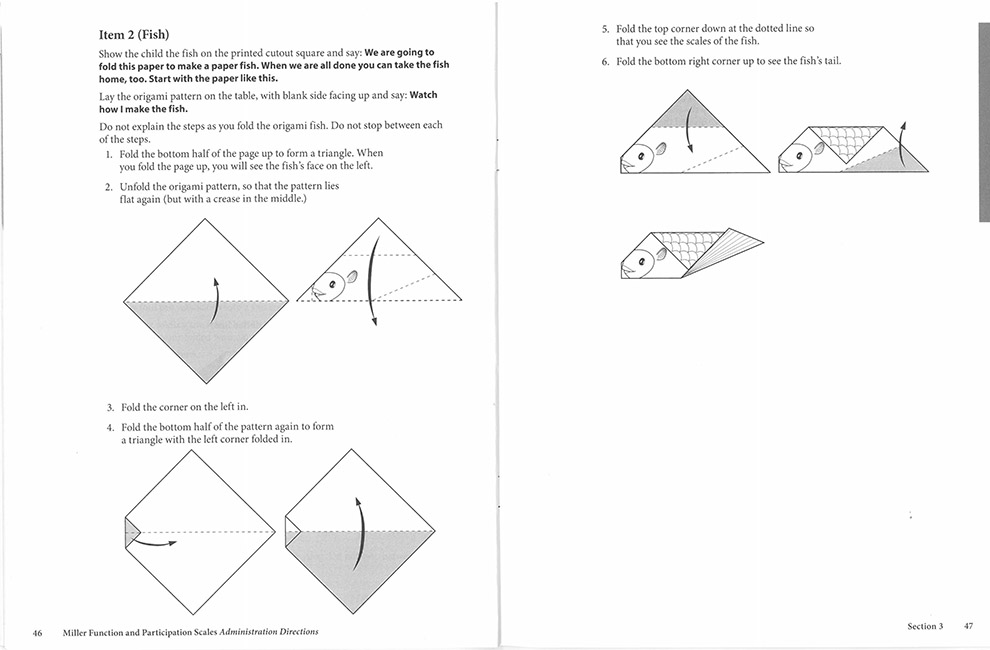 Item 2 (Fish)
Show the child the fish on the printed cutout square and say: We are going to
fold this paper to make a paper fish. When we are all done you can take the fish
home, too. Start with the paper like this.
Lay the origami pattern on the table, with blank side facing up and say: Watch
how I make the fish.
Do not explain the steps as you fold the origami fish. Do not stop between each
of the steps.
1. Fold the bottom half of the page up to form a triangle. When
you fold the page up, you will see the fish's face on the left.
2. Unfold the origami pattern, so that the pattern lies
flat again (but with a crease in the middle.)
3. Fold the corner on the left in.
4. Fold the bottom half of the pattern again to form
a triangle with the left corner folded in.
46 Miller Function and Participation Scales Administration Directions
5. Fold the top corner down at the dotted line so
that you see the scales of the fish.
6. Fold the bottom right corner up to see the fish's tail.
Section 3 47